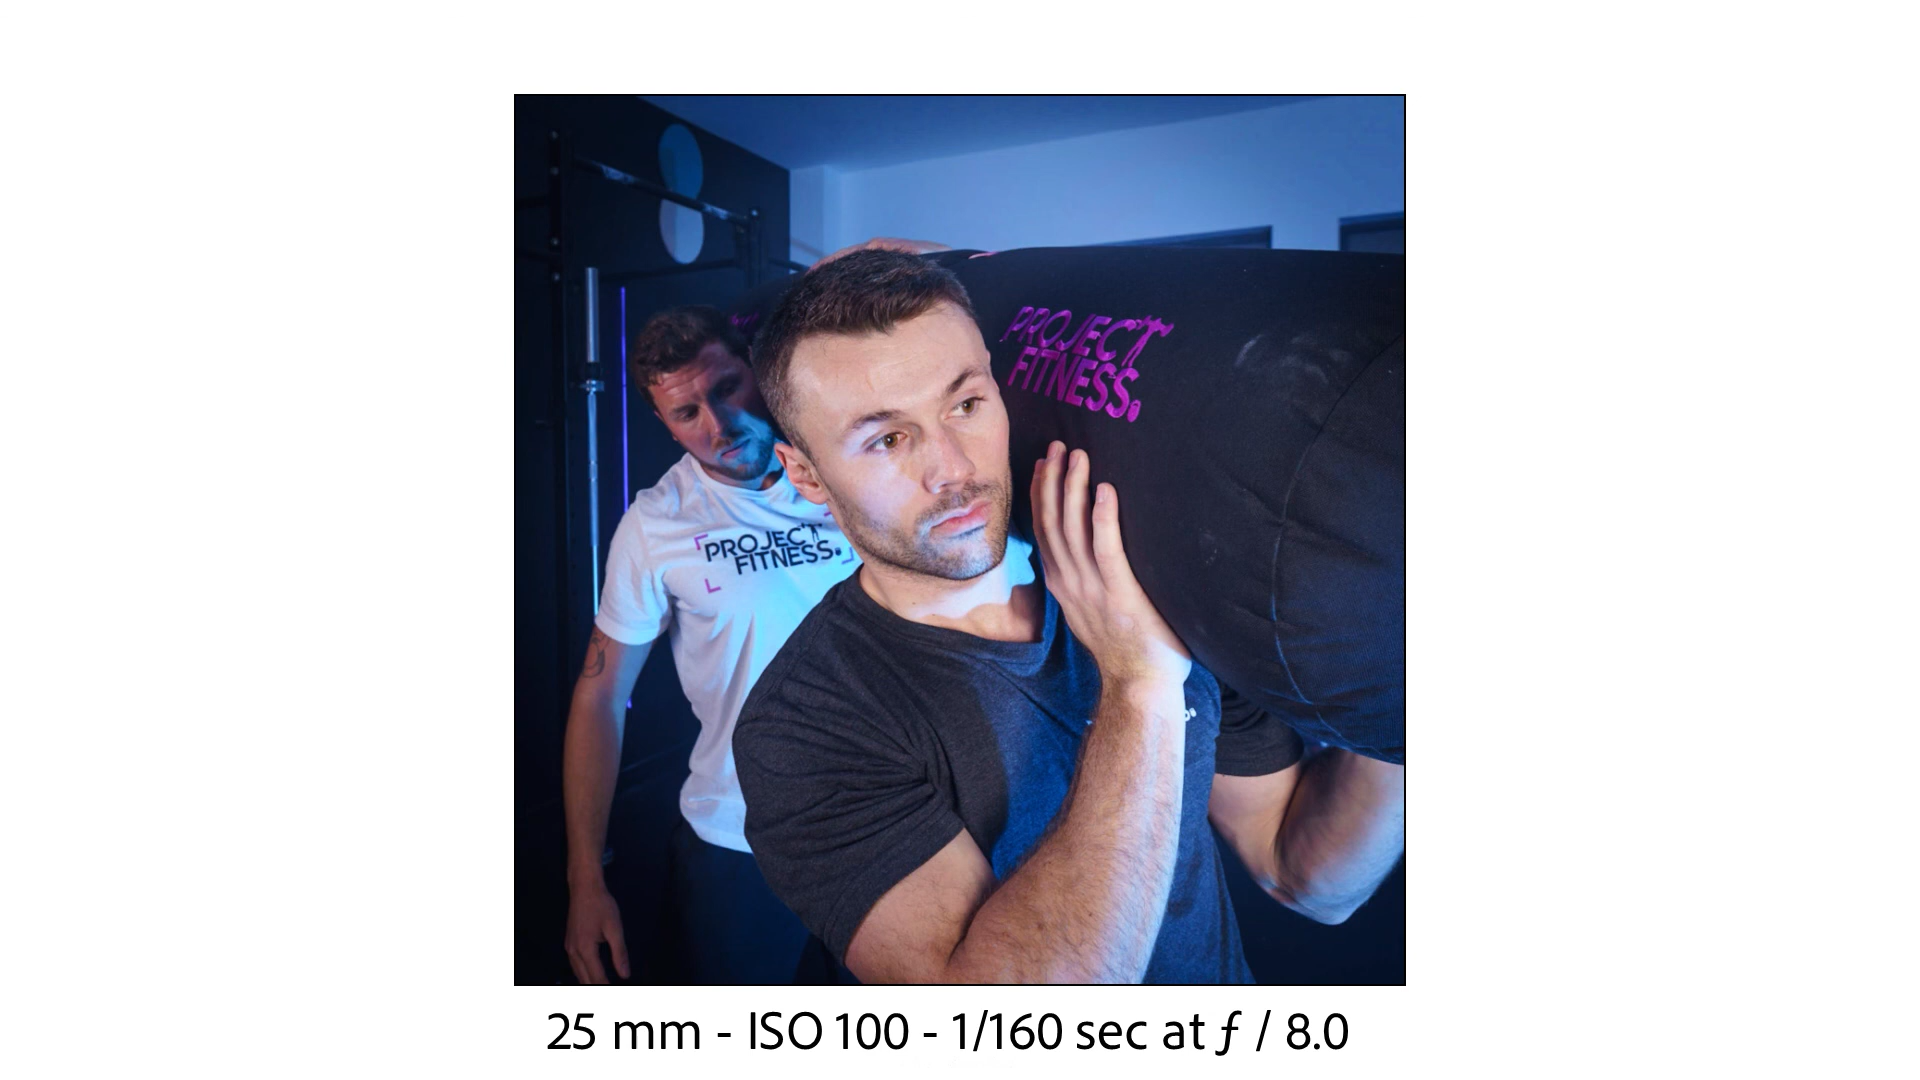 PROJECT
FITNESS.
PROJECT
FITNESS.
25 mm - ISO 100 - 1/160 sec at ƒ / 8.0